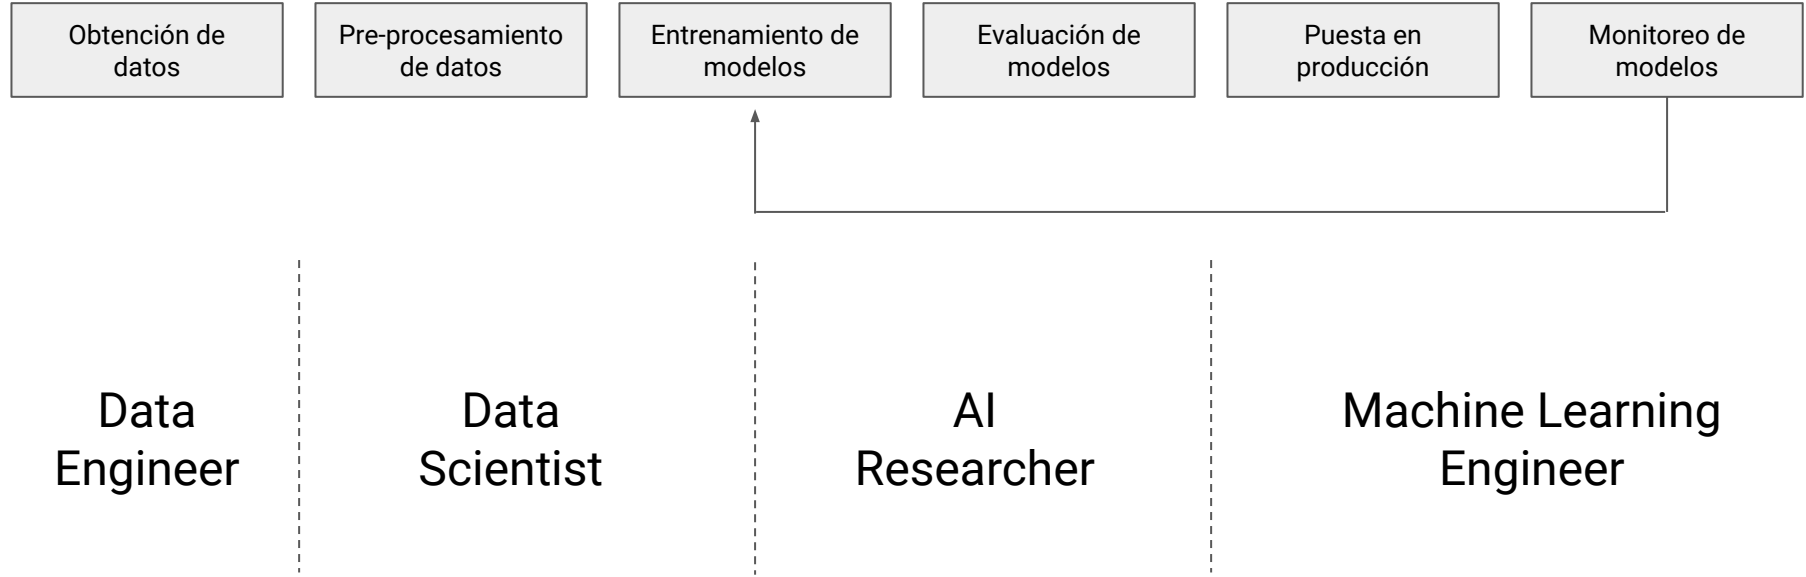 Obtención de
datos
Pre-procesamiento
de datos
Entrenamiento de
modelos
Evaluación de
modelos
Puesta en
producción
Monitoreo de
modelos
Data
Engineer
Data
Scientist
AI
Researcher
Machine Learning
Engineer